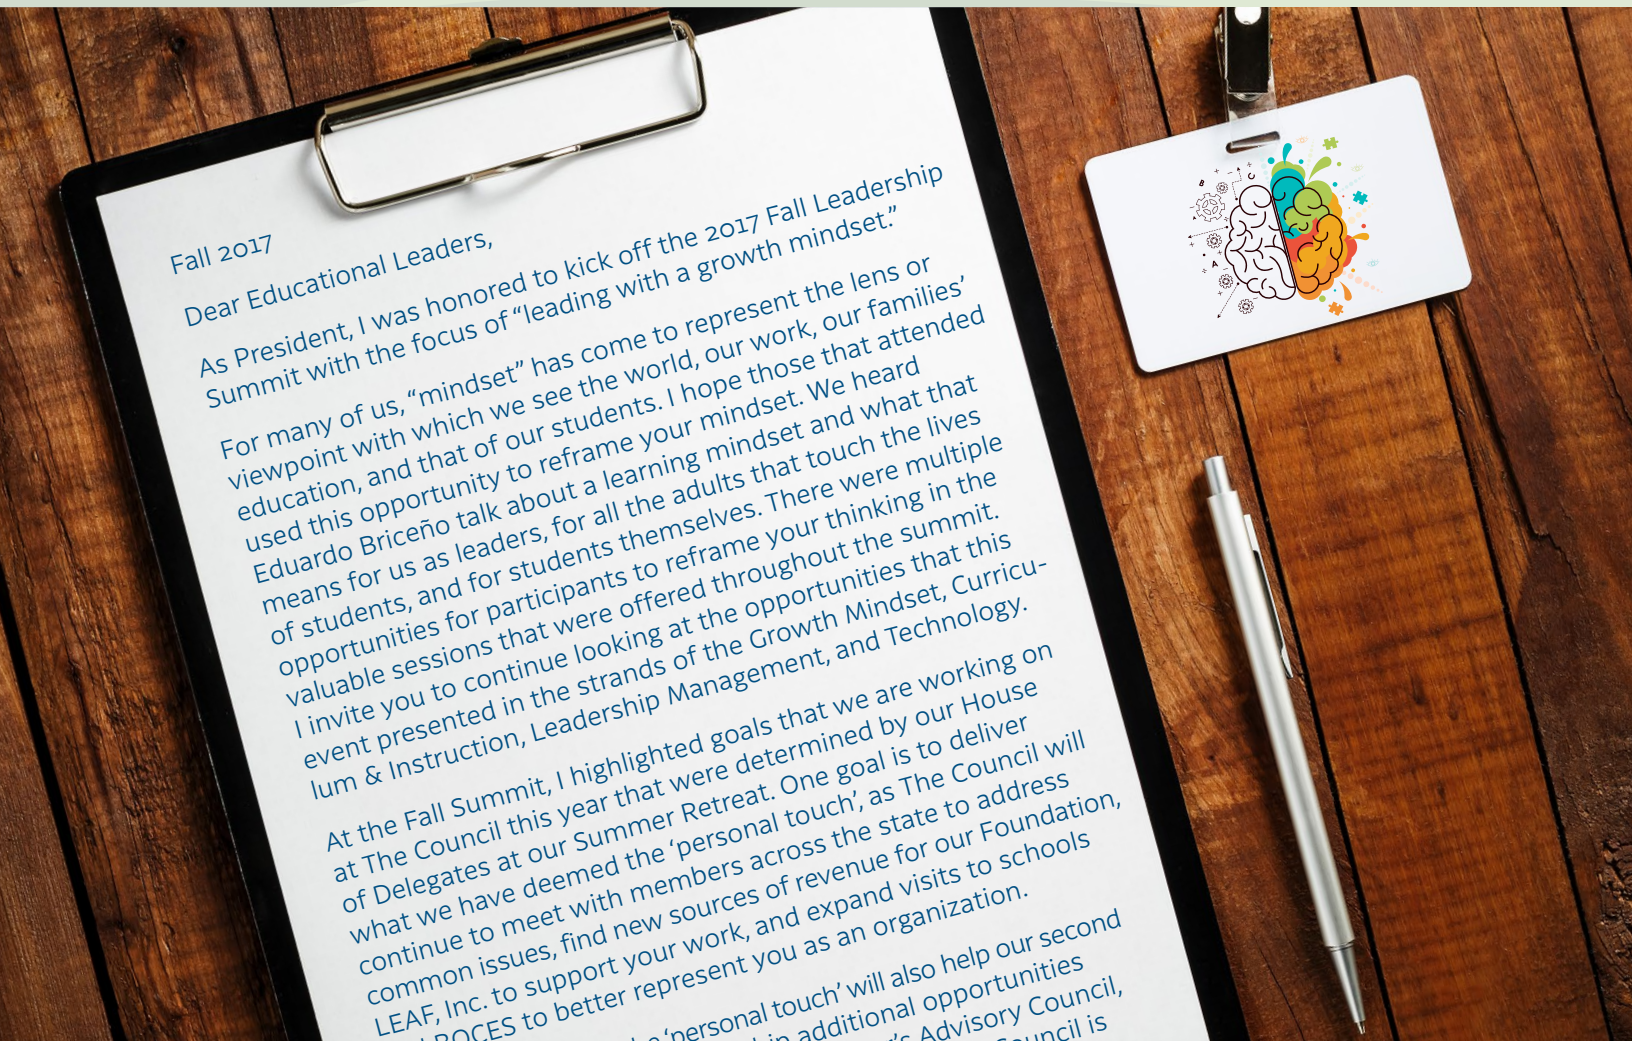 Fall 2017
Dear Educational Leaders,
As President, I was honored to kick off the 2017 Fall Leadership
Summit with the focus of “leading with a growth mindset.”
For many of us, “mindset” has come to represent the lens or
viewpoint with which we see the world, our work, our families’,
education, and that of our students. I hope those that attended
used this opportunity to reframe your mindset. We heard
Eduardo Briceño talk about a learning mindset and what that
means for us as leaders, for all the adults that touch the lives
of students, and for students themselves. There were multiple
opportunities for participants to reframe your thinking in the
valuable sessions that were offered throughout the summit.
I invite you to continue looking at the opportunities that this
event presented in the strands of the Growth Mindset, Curricu-
lum & Instruction, Leadership Management, and Technology.
At the Fall Summit, I highlighted goals that we are working on
at The Council this year that were determined by our House
of Delegates at our Summer Retreat. One goal is to deliver
what we have deemed the ‘personal touch’, as The Council will
continue to meet with members across the state to address
common issues, find new sources of revenue for our Foundation,
LEAF, Inc. to support your work, and expand visits to schools
BOCES to better represent you as an organization.
‘personal touch’ will also help our second
in additional opportunities
Advisory Council,
Council is
B
C
A